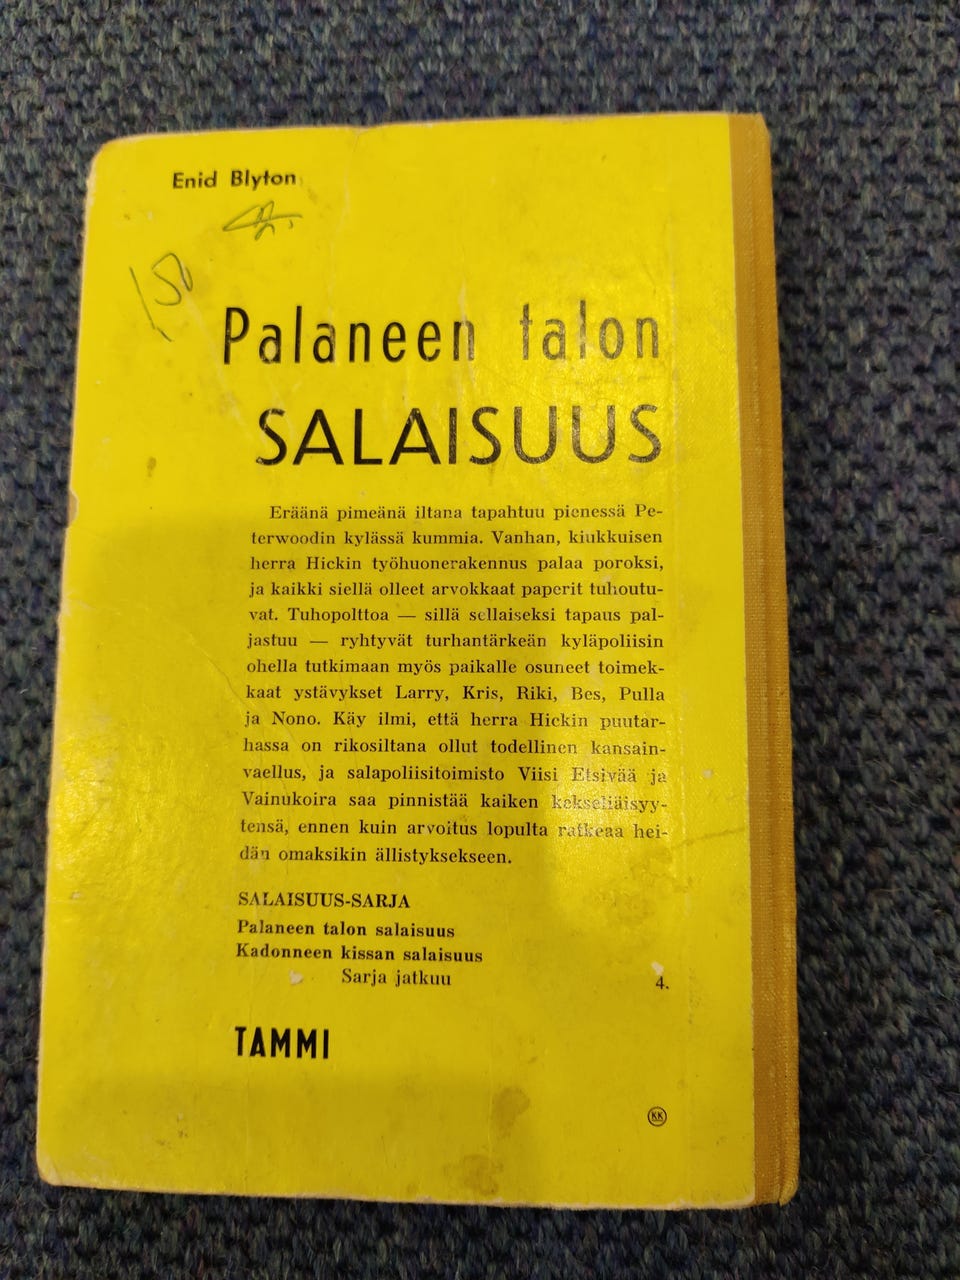 Enid Blyton
150
Palaneen talon
SALAISUUS
Eräänä pimeänä iltana tapahtuu pienessä Pe-
terwoodin kylässä kummia. Vanhan, kiukkuisen
herra Hickin työhuonerakennus palaa poroksi,
ja kaikki siellä olleet arvokkaat paperit tuhoutu-
vat. Tuhopolttoa — sillä sellaiseksi tapaus pal-
jastuu — ryhtyvät turhantärkeän kyläpoliisin
ohella tutkimaan myös paikalle osuneet toimek-
kaat ystävykset Larry, Kris, Riki, Bes, Pulla
ja Nono. Käy ilmi, että herra Hickin puutar-
hassa on rikosiltana ollut todellinen kansain-
vaellus, ja salapoliisitoimisto Viisi Etsivää ja
Vainukoira saa pinnistää kaiken kekseliäisyy-
tensä, ennen kuin arvoitus lopulta ratkeaa hei-
dän omaksikin ällistyksekseen.
SALAISUUS-SARJA
Palaneen talon salaisuus
Kadonneen kissan salaisuus
Sarja jatkuu
4.
TAMMI
KK